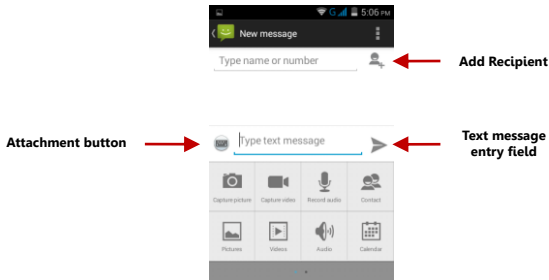 G 5:06 PM
New message
Type name or number
Add Recipient
Attachment button
Type text message
Text message
entry field
Capture picture Capture video Record audio Contact
Pictures Videos Audio Calendar